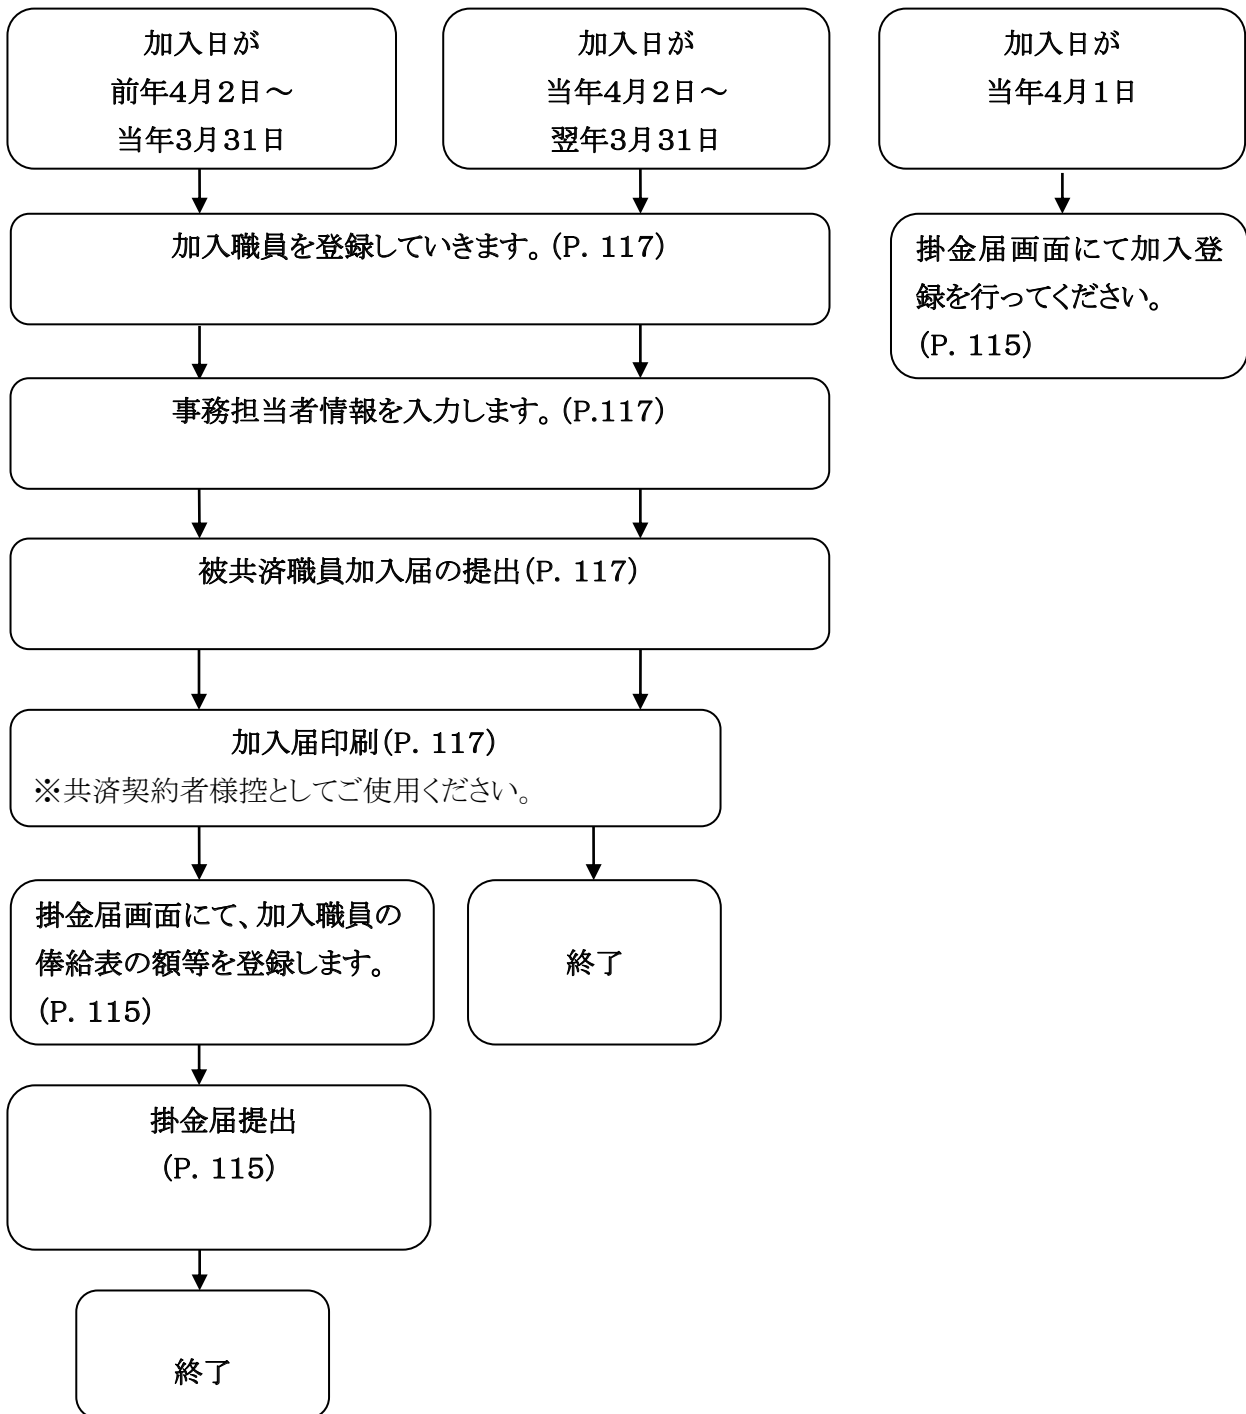 加入日が
前年4月2日～
当年3月31日
加入日が
当年4月2日～
翌年3月31日
加入日が
当年4月1日
加入職員を登録していきます。(P. 117)
掛金届画面にて加入登
録を行ってください。
(P. 115)
事務担当者情報を入力します。(P.117)
被共済職員加入届の提出(P. 117)
加入届印刷(P. 117)
※共済契約者様控としてご使用ください。
掛金届画面にて、加入職員の
俸給表の額等を登録します。
(P. 115)
終了
掛金届提出
(P. 115)
終了